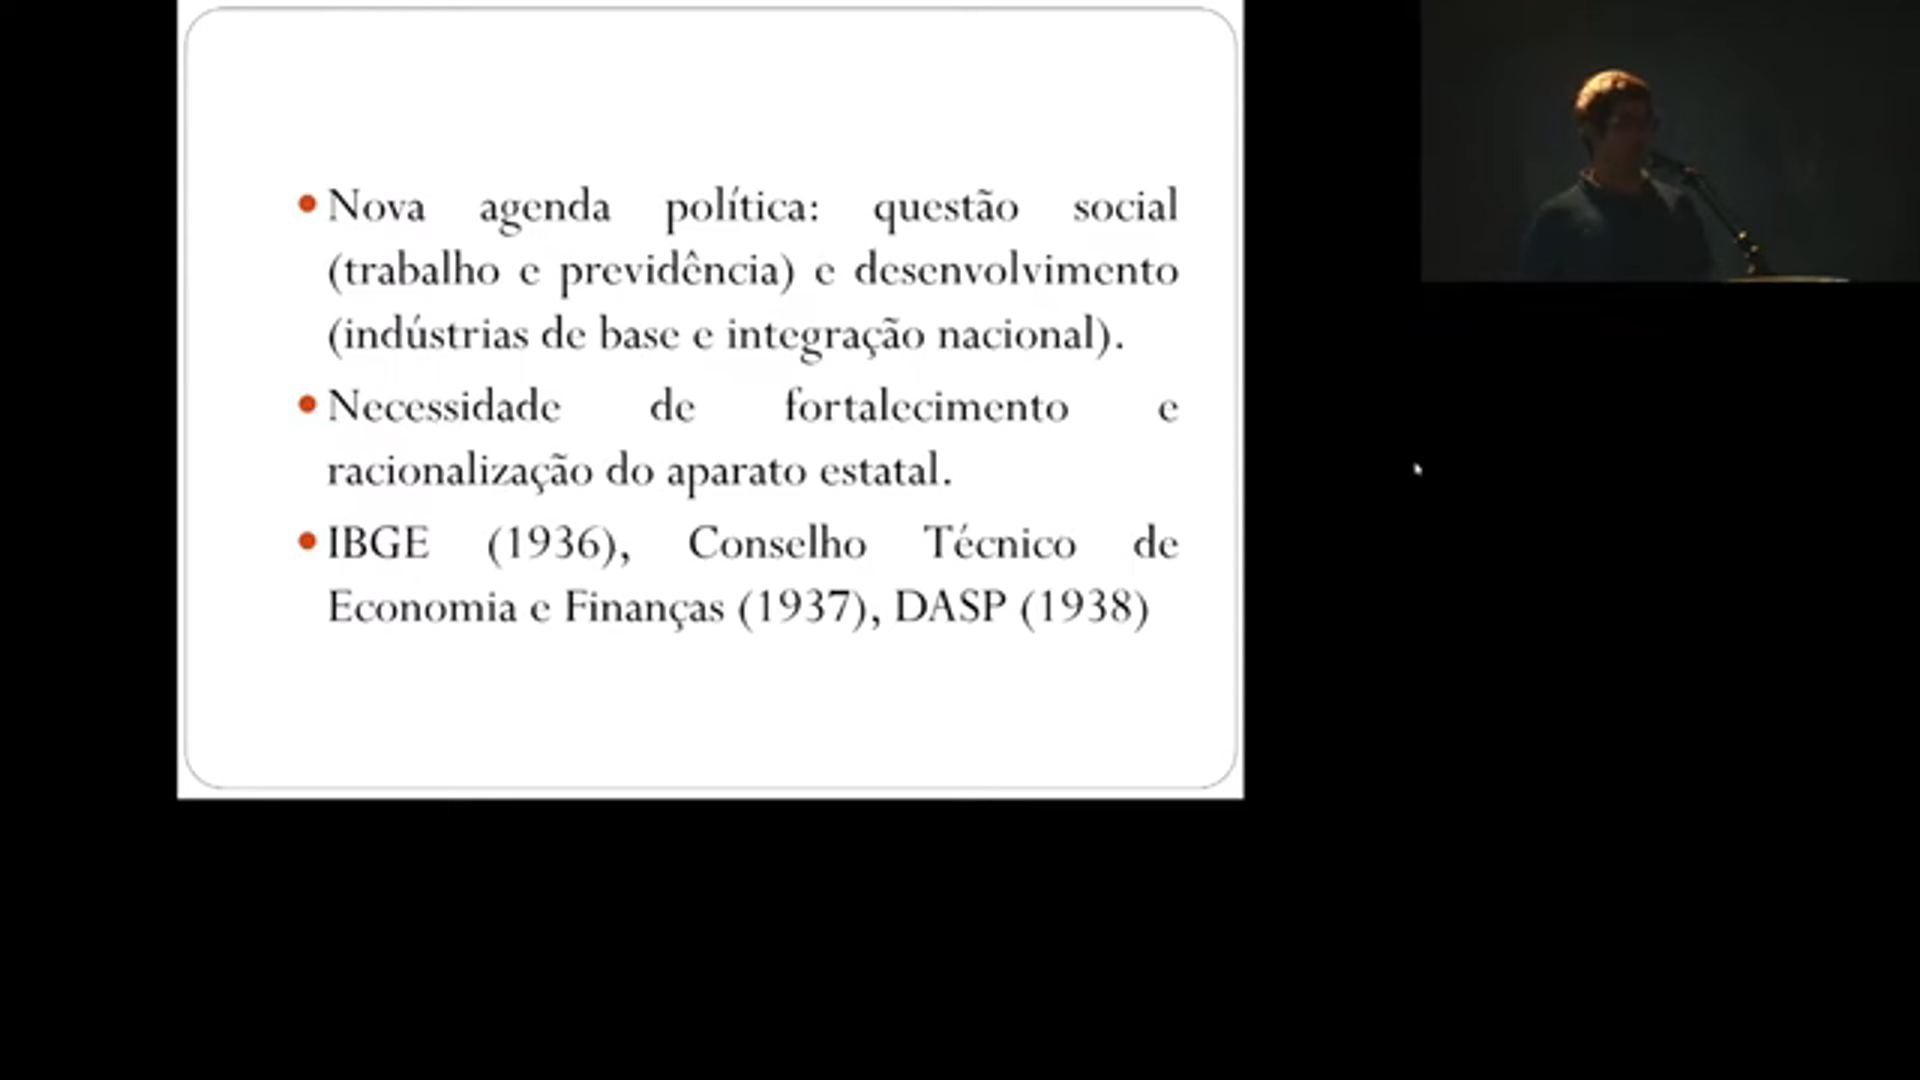 Nova agenda política: questão social
(trabalho e previdência) e desenvolvimento
(indústrias de base e integração nacional).
Necessidade de fortalecimento e
racionalização do aparato estatal.
IBGE (1936), Conselho Técnico de
Economia e Finanças (1937), DASP (1938)